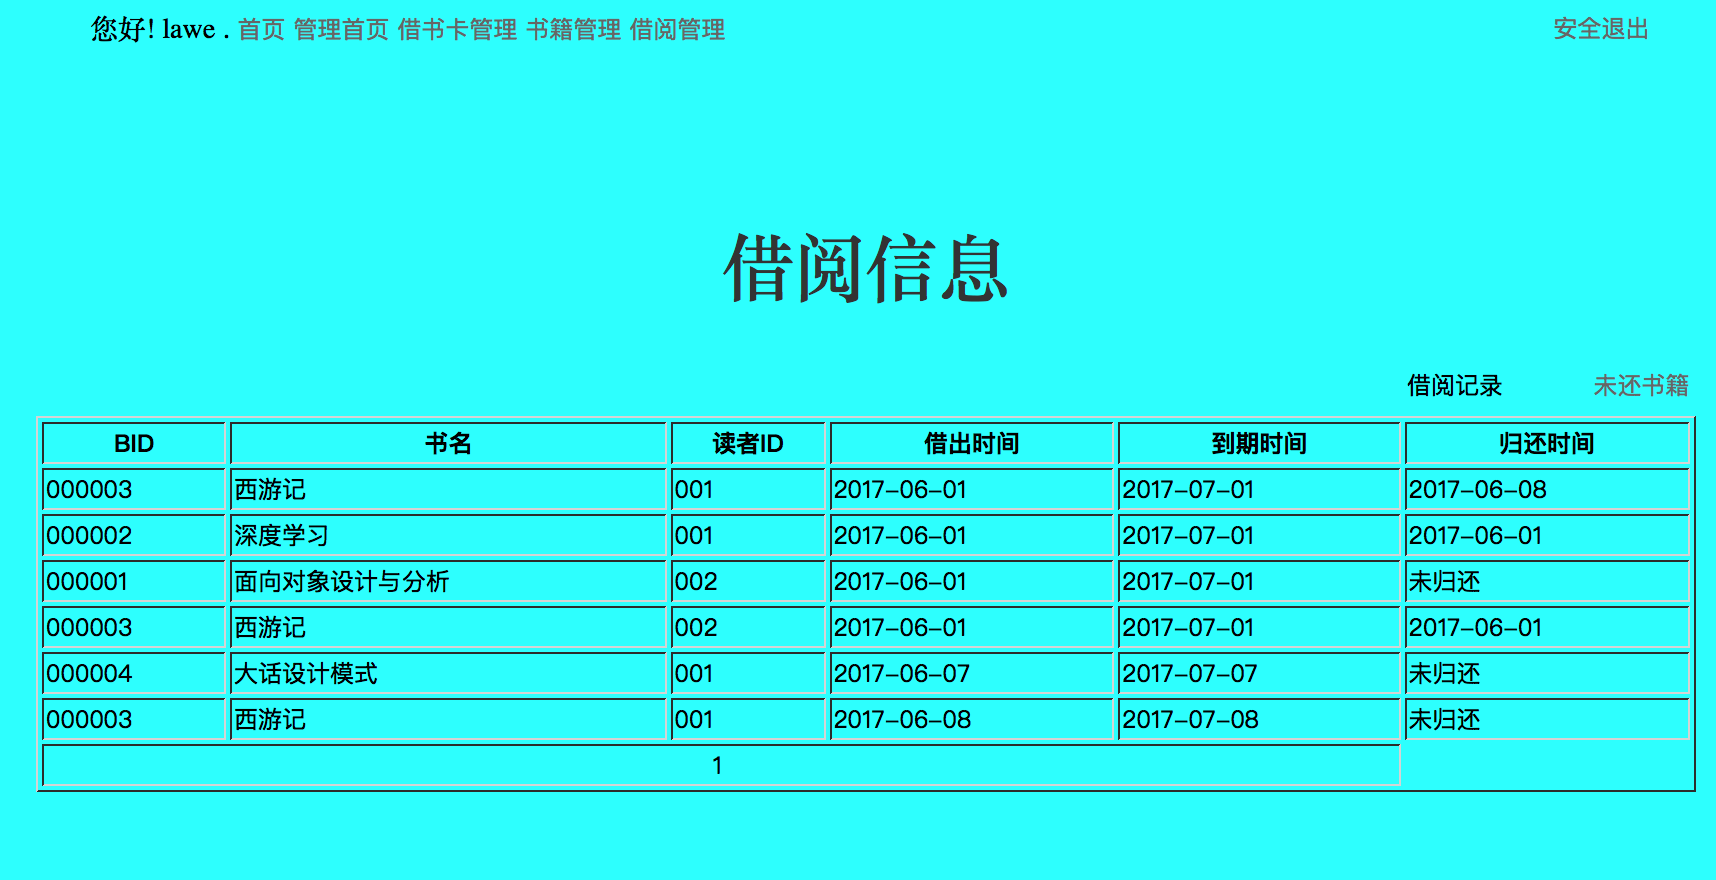 您好! lawe . 首页 管理首页 借书卡管理 书籍管理 借阅管理 安全退出
借阅信息
借阅记录 未还书籍
BID 书名 读者ID 借出时间 到期时间 归还时间
000003 西游记 001 2017-06-01 2017-07-01 2017-06-08
000002 深度学习 001 2017-06-01 2017-07-01 2017-06-01
000001 面向对象设计与分析 002 2017-06-01 2017-07-01 未归还
000003 西游记 002 2017-06-01 2017-07-01 2017-06-01
000004 大话设计模式 001 2017-06-07 2017-07-07 未归还
000003 西游记 001 2017-06-08 2017-07-08 未归还
1